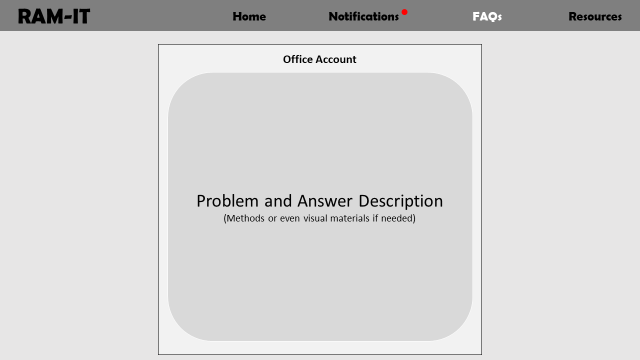 RAM-IT
Home Notifications FAQs Resources
Office Account
Problem and Answer Description
(Methods or even visual materials if needed)